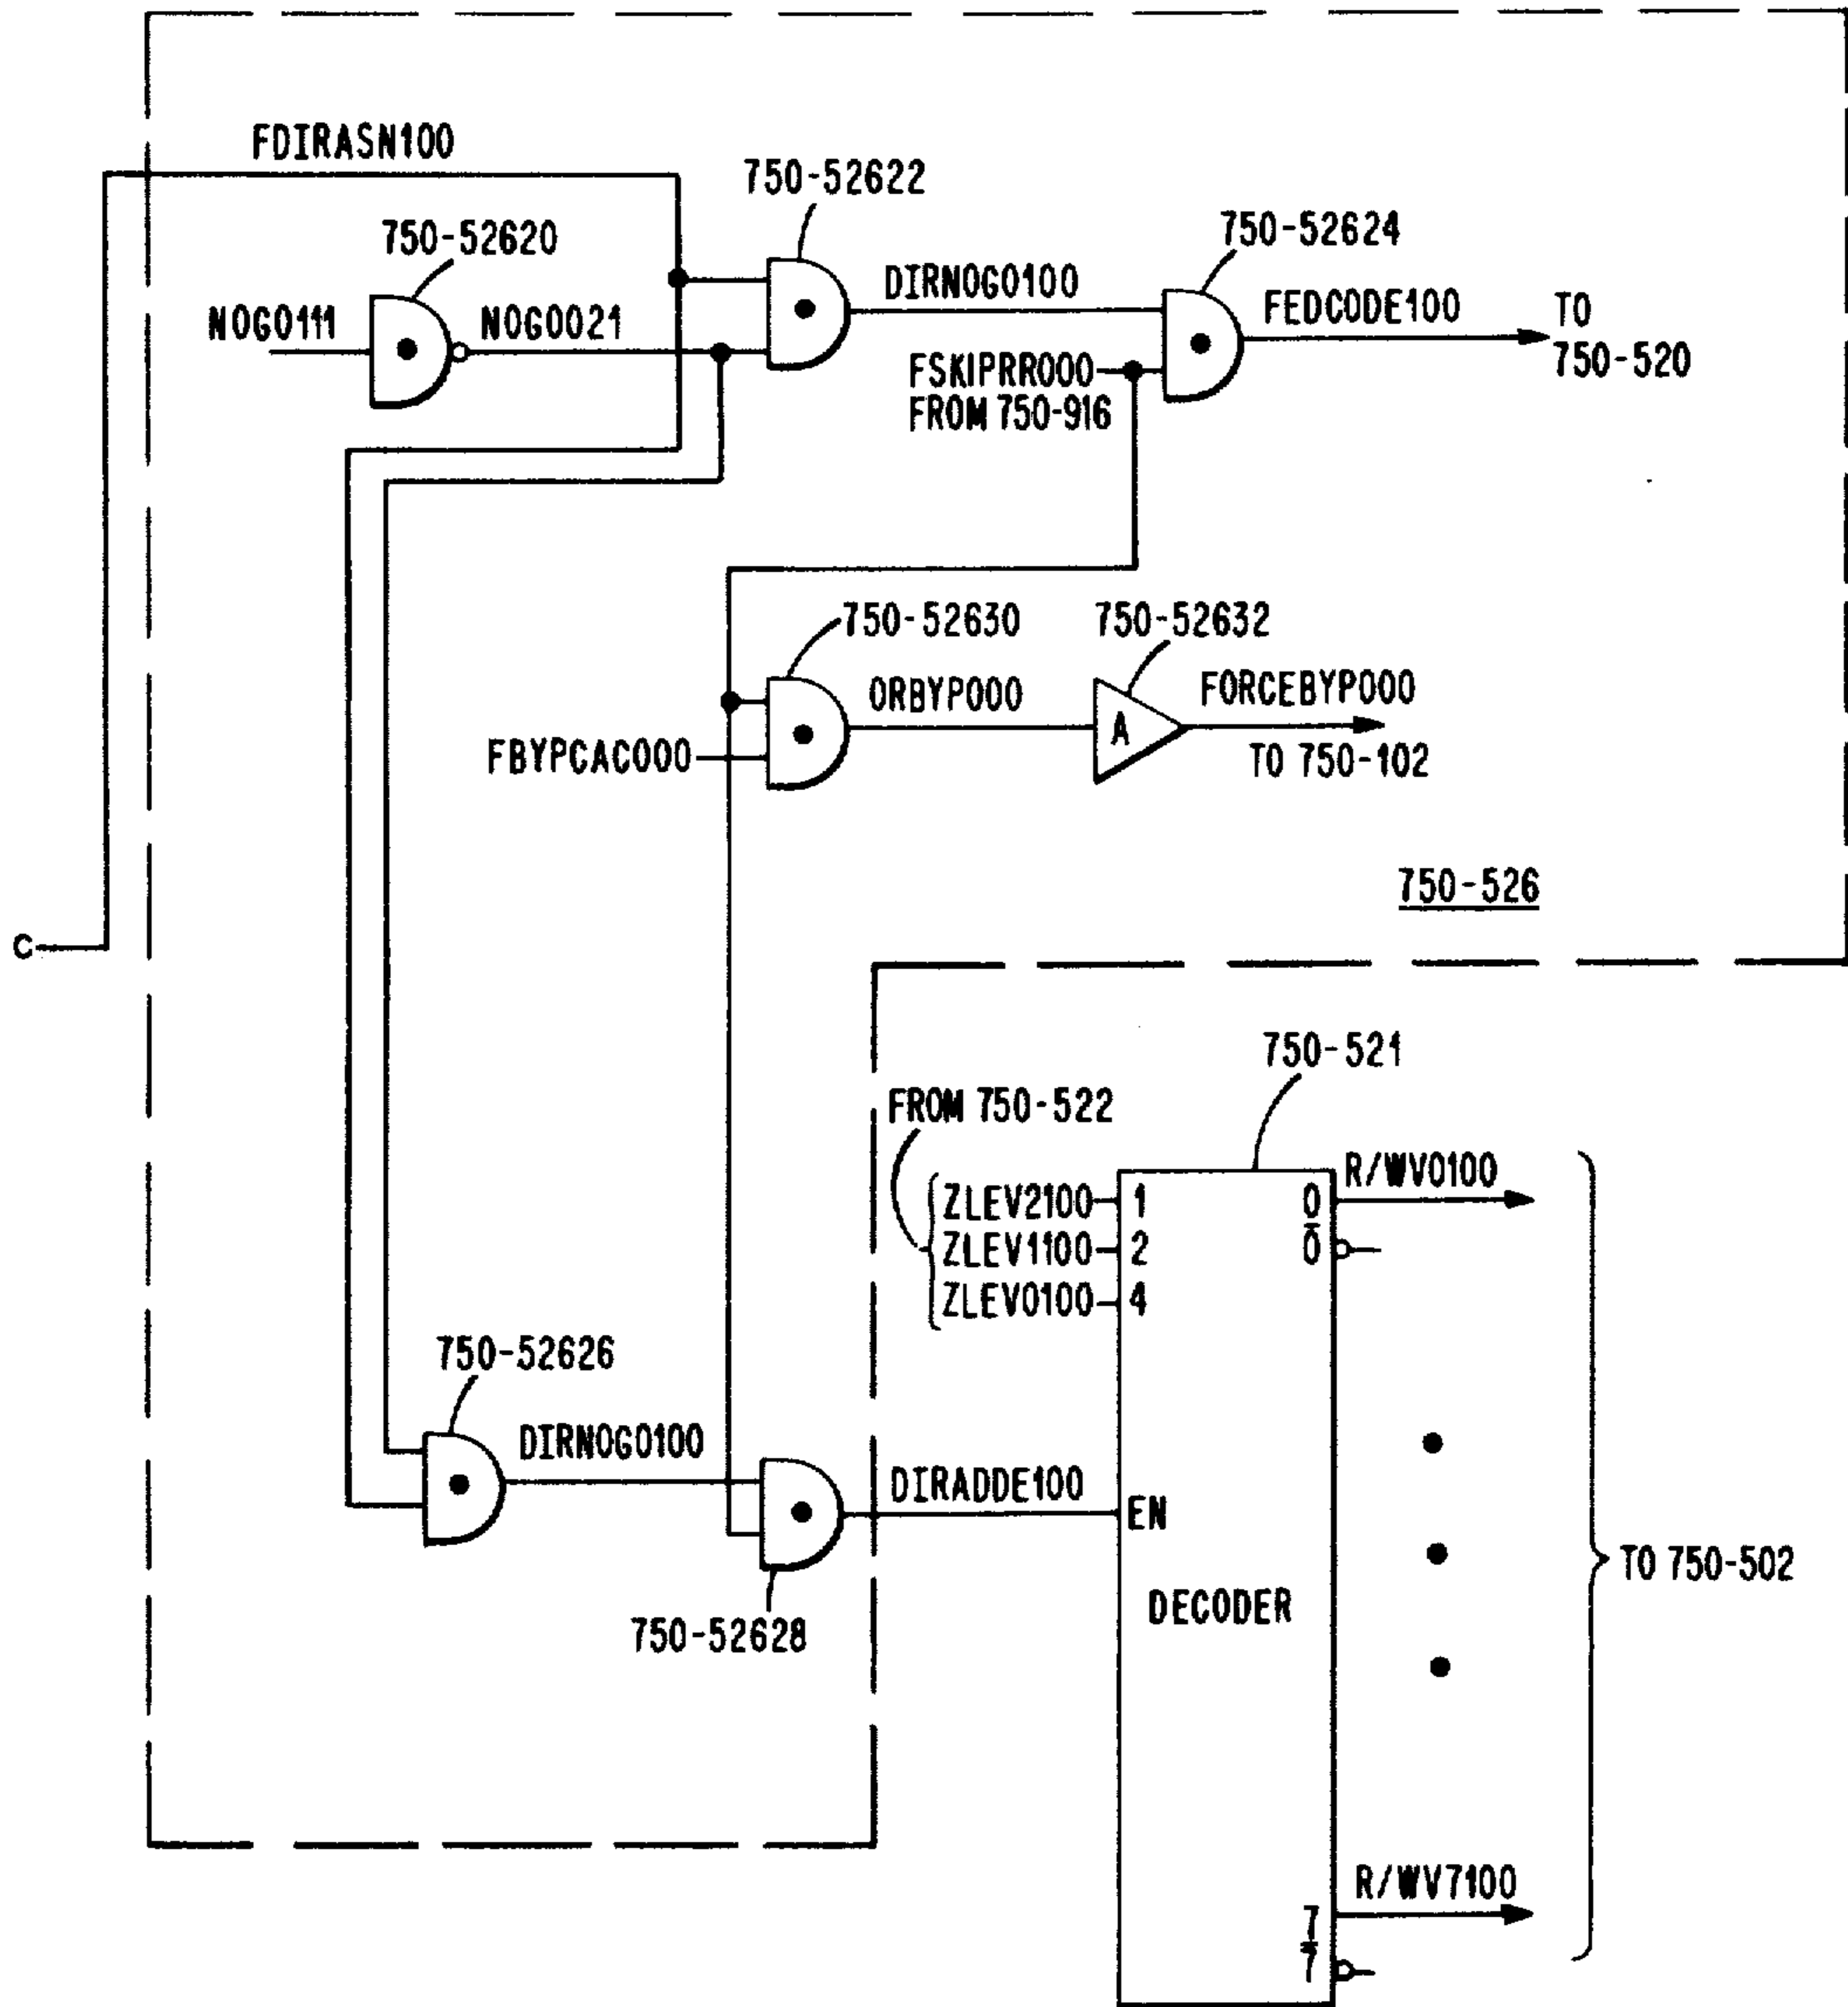 FDIRASN100
750-52622
750-52620
750-52624
NOGO111
NOGO021
DIRNOGO100
FEDCODE100
TO
750-520
FSKIPRR000
FROM 750-916
750-52630
750-52632
ORBYP000
FORCEBYP000
FBYPCAC000
TO 750-102
750-526
C
750-521
FROM 750-522
R/WV0100
ZLEV2100
1
0
ZLEV1100
2
0
ZLEV0100
4
A
750-52626
DIRNOGO100
DIRADDE100
EN
TO 750-502
DECODER
750-52628
R/WV7100
7
7